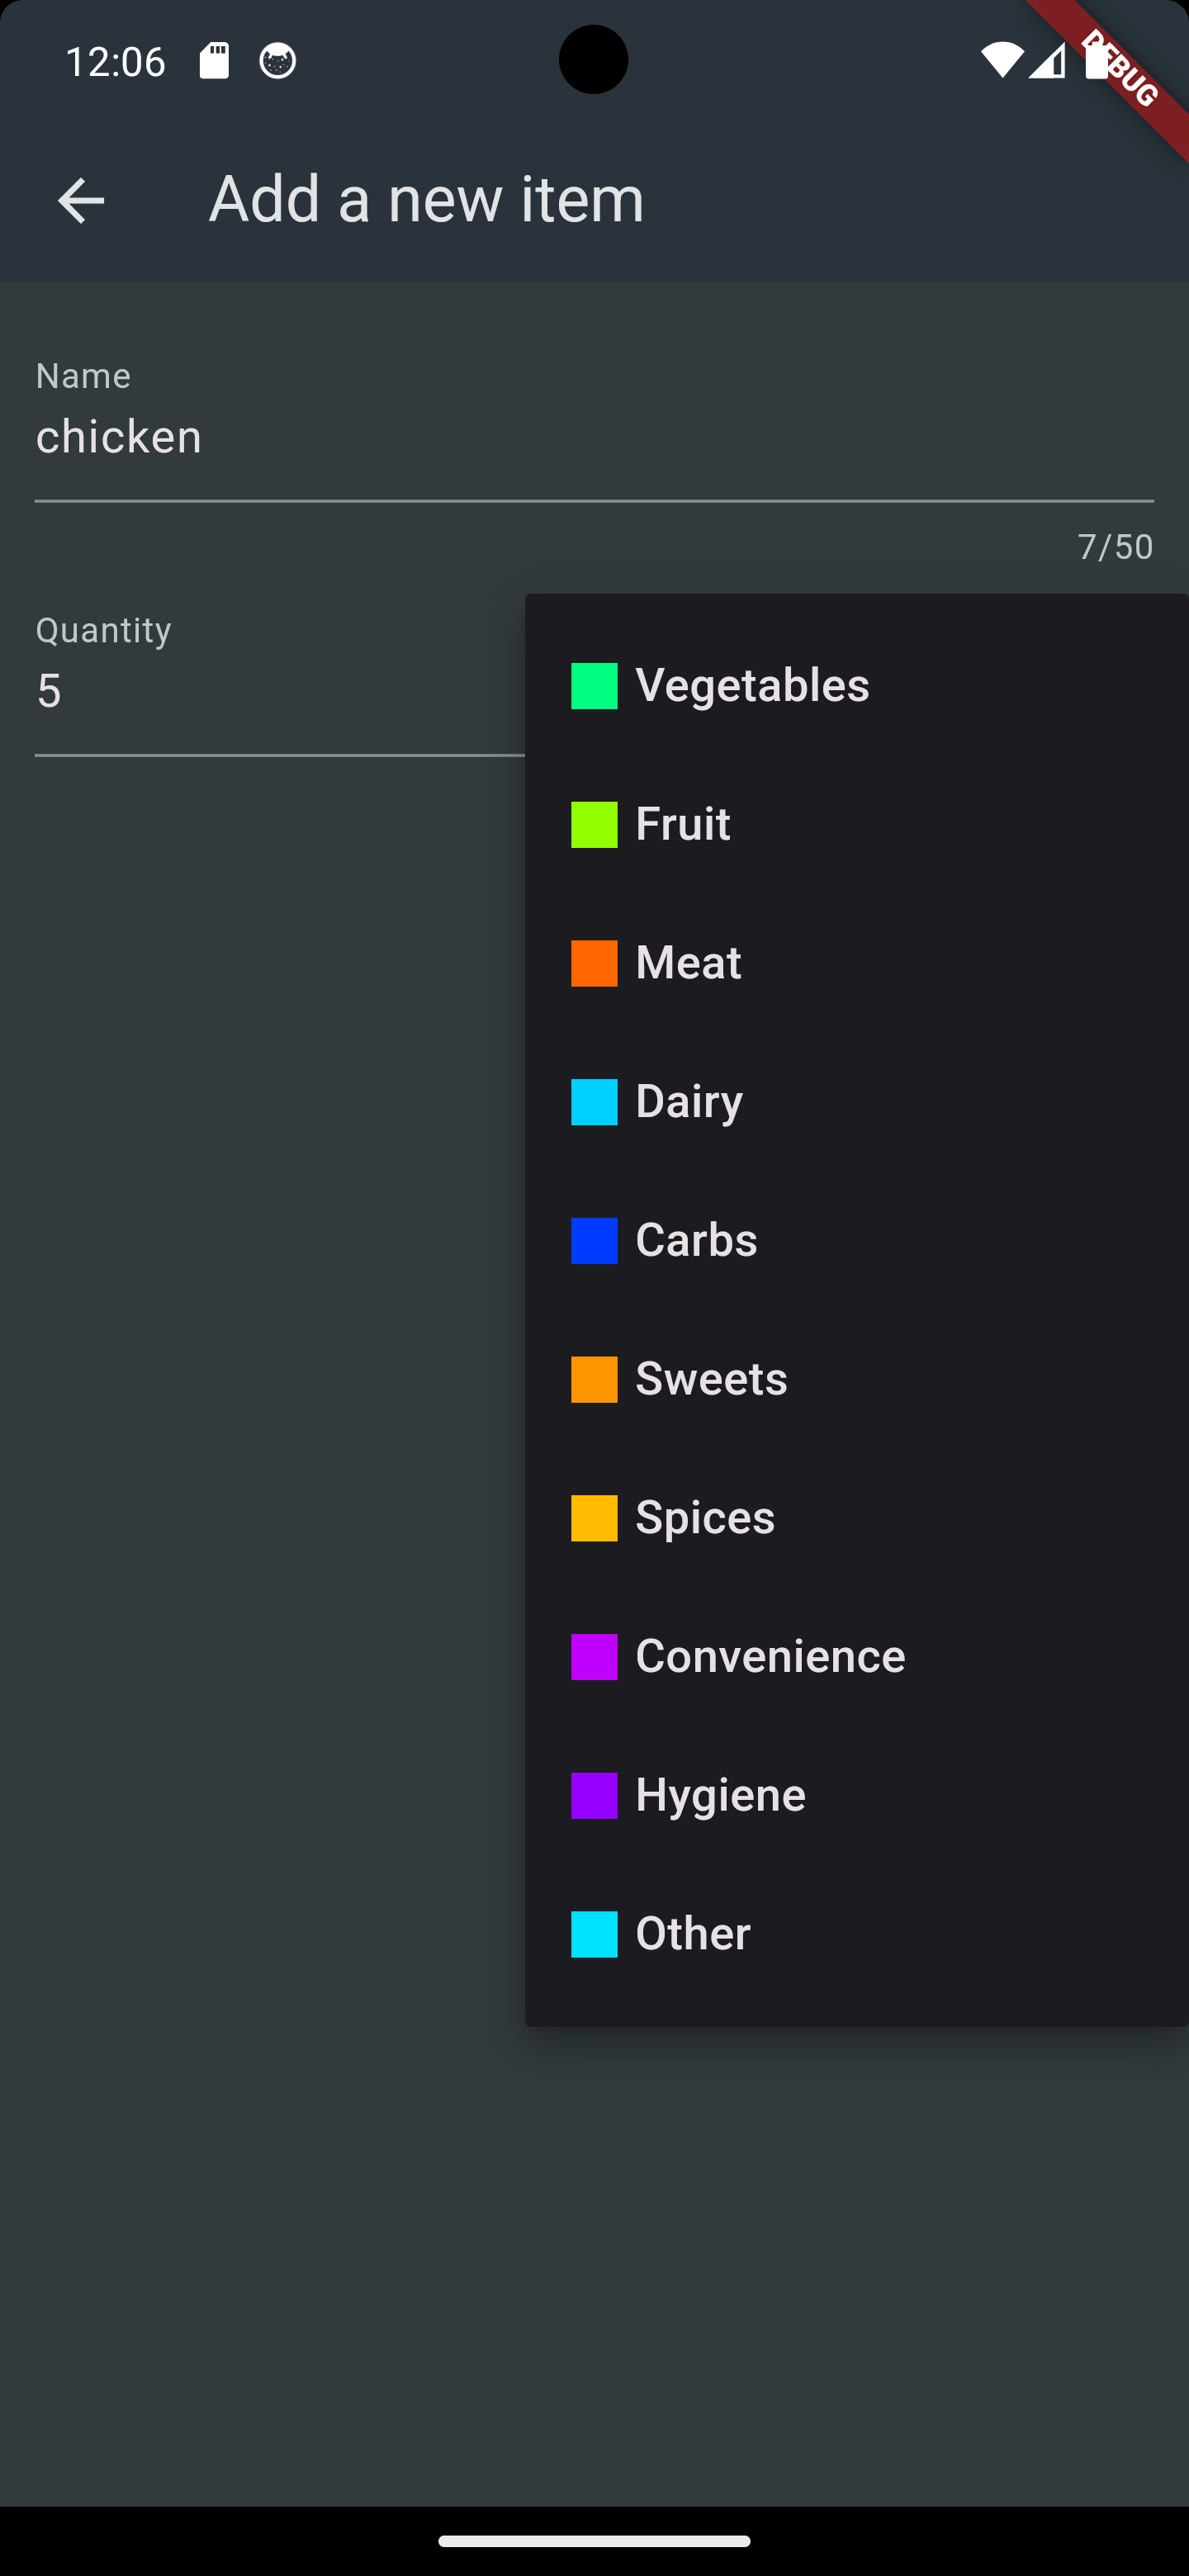 12:06
DEBUG
Add a new item
Name
chicken
7/50
Quantity
5
Vegetables
Fruit
Meat
Dairy
Carbs
Sweets
Spices
Convenience
Hygiene
Other